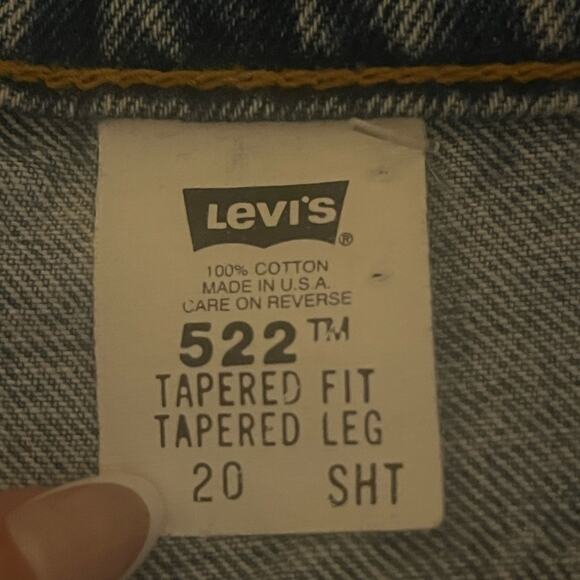 LEVI'S®
100% COTTON
MADE IN U.S.A.
CARE ON REVERSE
522™
TAPERED FIT
TAPERED LEG
20 SHT